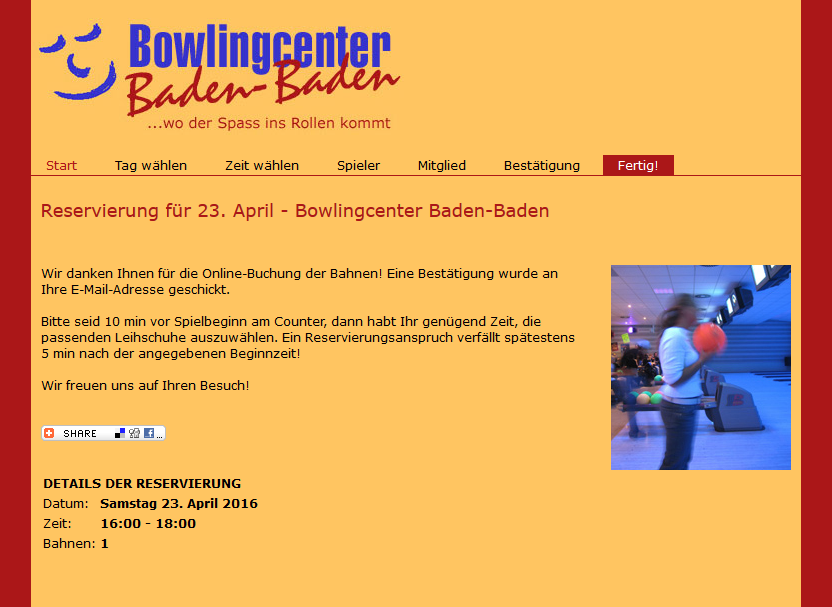 Bowlingcenter
Baden-Baden
...wo der Spass ins Rollen kommt
Start Tag wählen Zeit wählen Spieler Mitglied Bestätigung Fertig!
Reservierung für 23. April - Bowlingcenter Baden-Baden
Wir danken Ihnen für die Online-Buchung der Bahnen! Eine Bestätigung wurde an
Ihre E-Mail-Adresse geschickt.
Bitte seid 10 min vor Spielbeginn am Counter, dann habt Ihr genügend Zeit, die
passenden Leihschuhe auszuwählen. Ein Reservierungsanspruch verfällt spätestens
5 min nach der angegebenen Beginnzeit!
Wir freuen uns auf Ihren Besuch!
SHARE ...
DETAILS DER RESERVIERUNG
Datum: Samstag 23. April 2016
Zeit: 16:00 - 18:00
Bahnen: 1